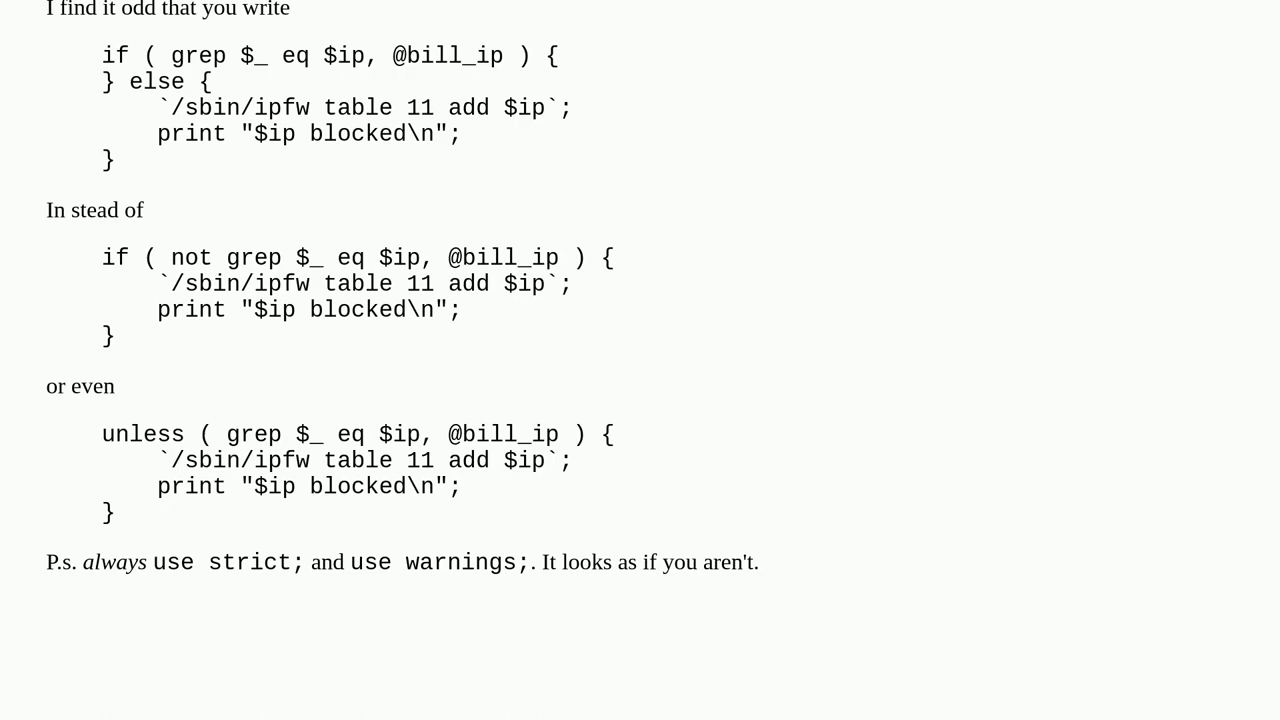 I find it odd that you write
if ( grep $_ eq $ip, @bill_ip ) {
} else {
    `/sbin/ipfw table 11 add $ip`;
    print "$ip blocked\n";
}
In stead of
if ( not grep $_ eq $ip, @bill_ip ) {
    `/sbin/ipfw table 11 add $ip`;
    print "$ip blocked\n";
}
or even
unless ( grep $_ eq $ip, @bill_ip ) {
    `/sbin/ipfw table 11 add $ip`;
    print "$ip blocked\n";
}
P.s. always use strict; and use warnings;. It looks as if you aren't.